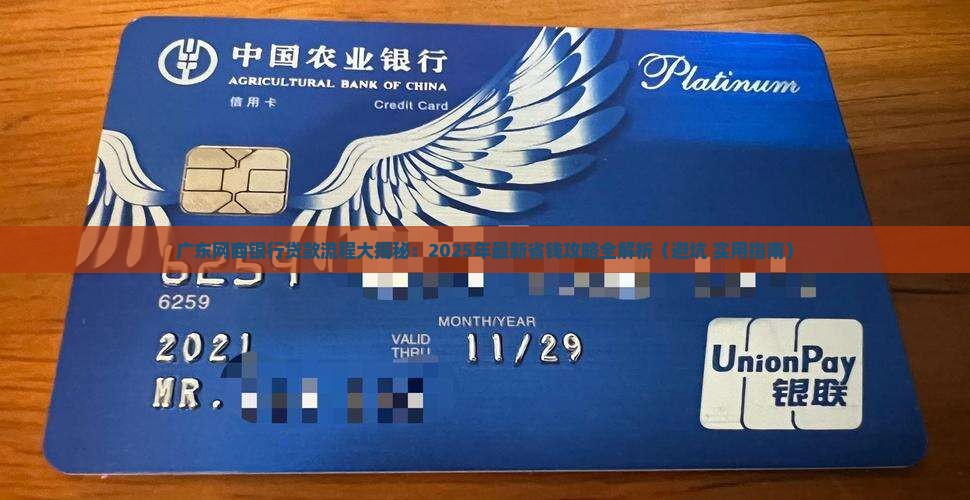 中国农业银行
AGRICULTURAL BANK OF CHINA
信用卡
Credit Card
Platinum
广东网商银行贷款流程大揭秘：2025年最新省钱攻略全解析（避坑 实用指南）
6259
6259
MONTH/YEAR
2021
VALID THRU
11/29
MR.
UnionPay
银联